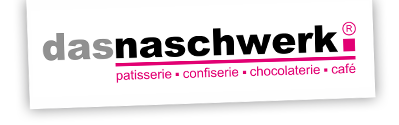 dasnaschwerk®
patisserie ▪ confiserie ▪ chocolaterie ▪ café